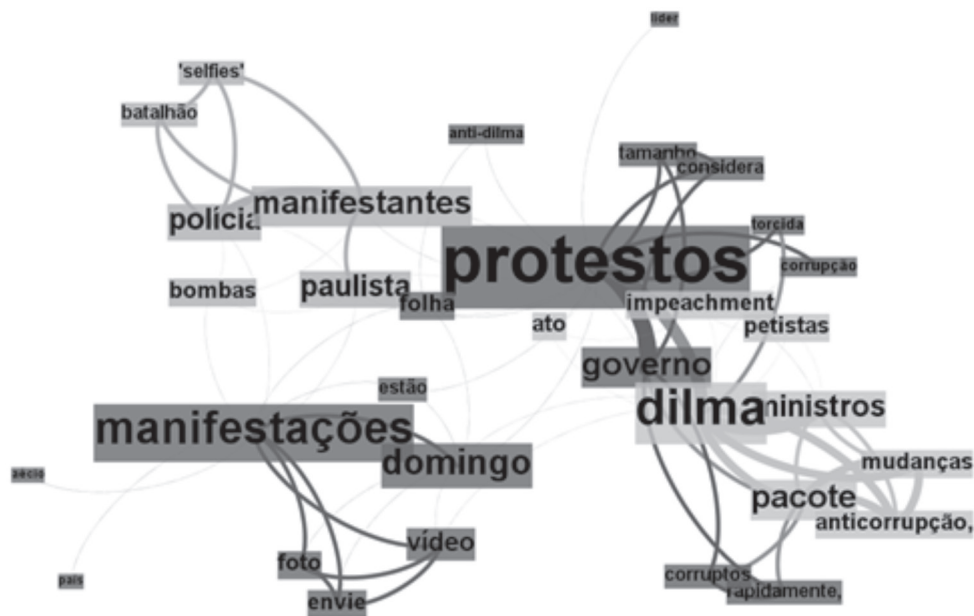 líder
'selfies'
batalhão
anti-dilma
tamanho
considera
manifestantes
polícia
torcida
protestos
corrupção
bombas
paulista
folha
impeachment
ato
petistas
governo
estão
dilma
ministros
manifestações
domingo
mudanças
aécio
pacote
anticorrupção,
vídeo
foto
corruptos
país
rapidamente,
envie